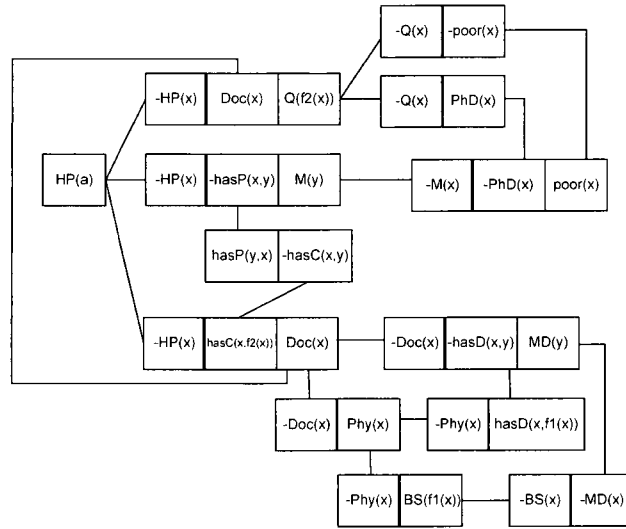 -Q(x) -poor(x)
-HP(x) Doc(x) Q(f2(x))
-Q(x) PhD(x)
HP(a)
-HP(x) -hasP(x,y) M(y)
-M(x) -PhD(x) poor(x)
hasP(y,x) -hasC(x,y)
-HP(x) hasC(x,f2(x)) Doc(x)
-Doc(x) -hasD(x,y) MD(y)
-Doc(x) Phy(x)
-Phy(x) hasD(x,f1(x))
-Phy(x) BS(f1(x))
-BS(x) -MD(x)